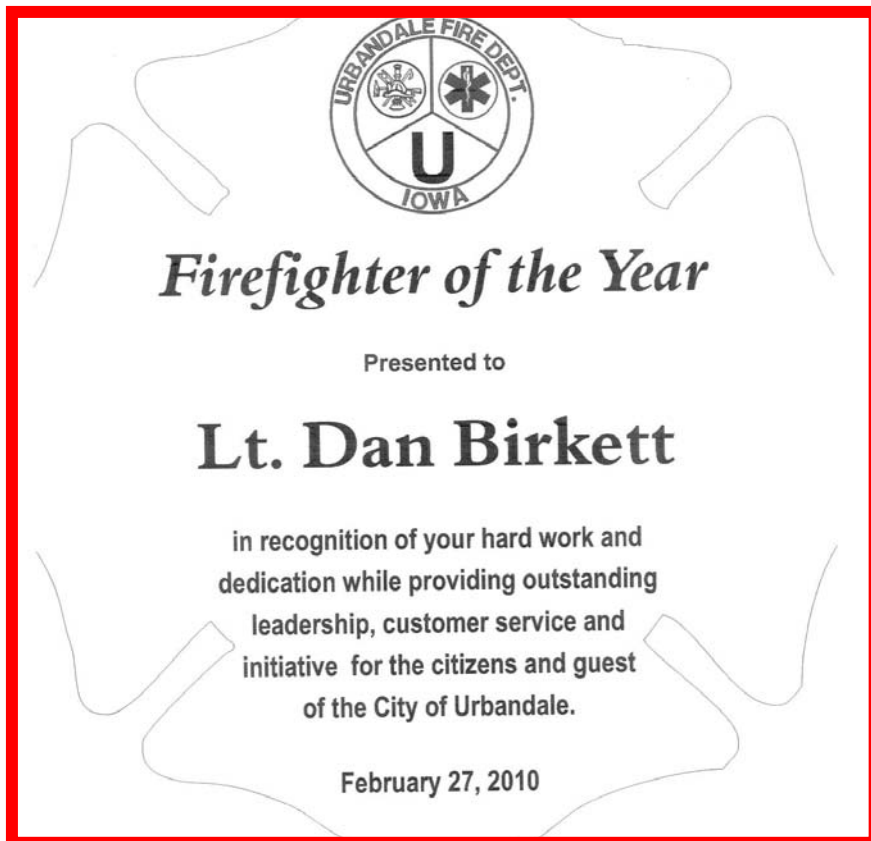 URBANDALE FIRE DEPT.
U
IOWA
Firefighter of the Year
Presented to
Lt. Dan Birkett
in recognition of your hard work and
dedication while providing outstanding
leadership, customer service and
initiative for the citizens and guest
of the City of Urbandale.
February 27, 2010